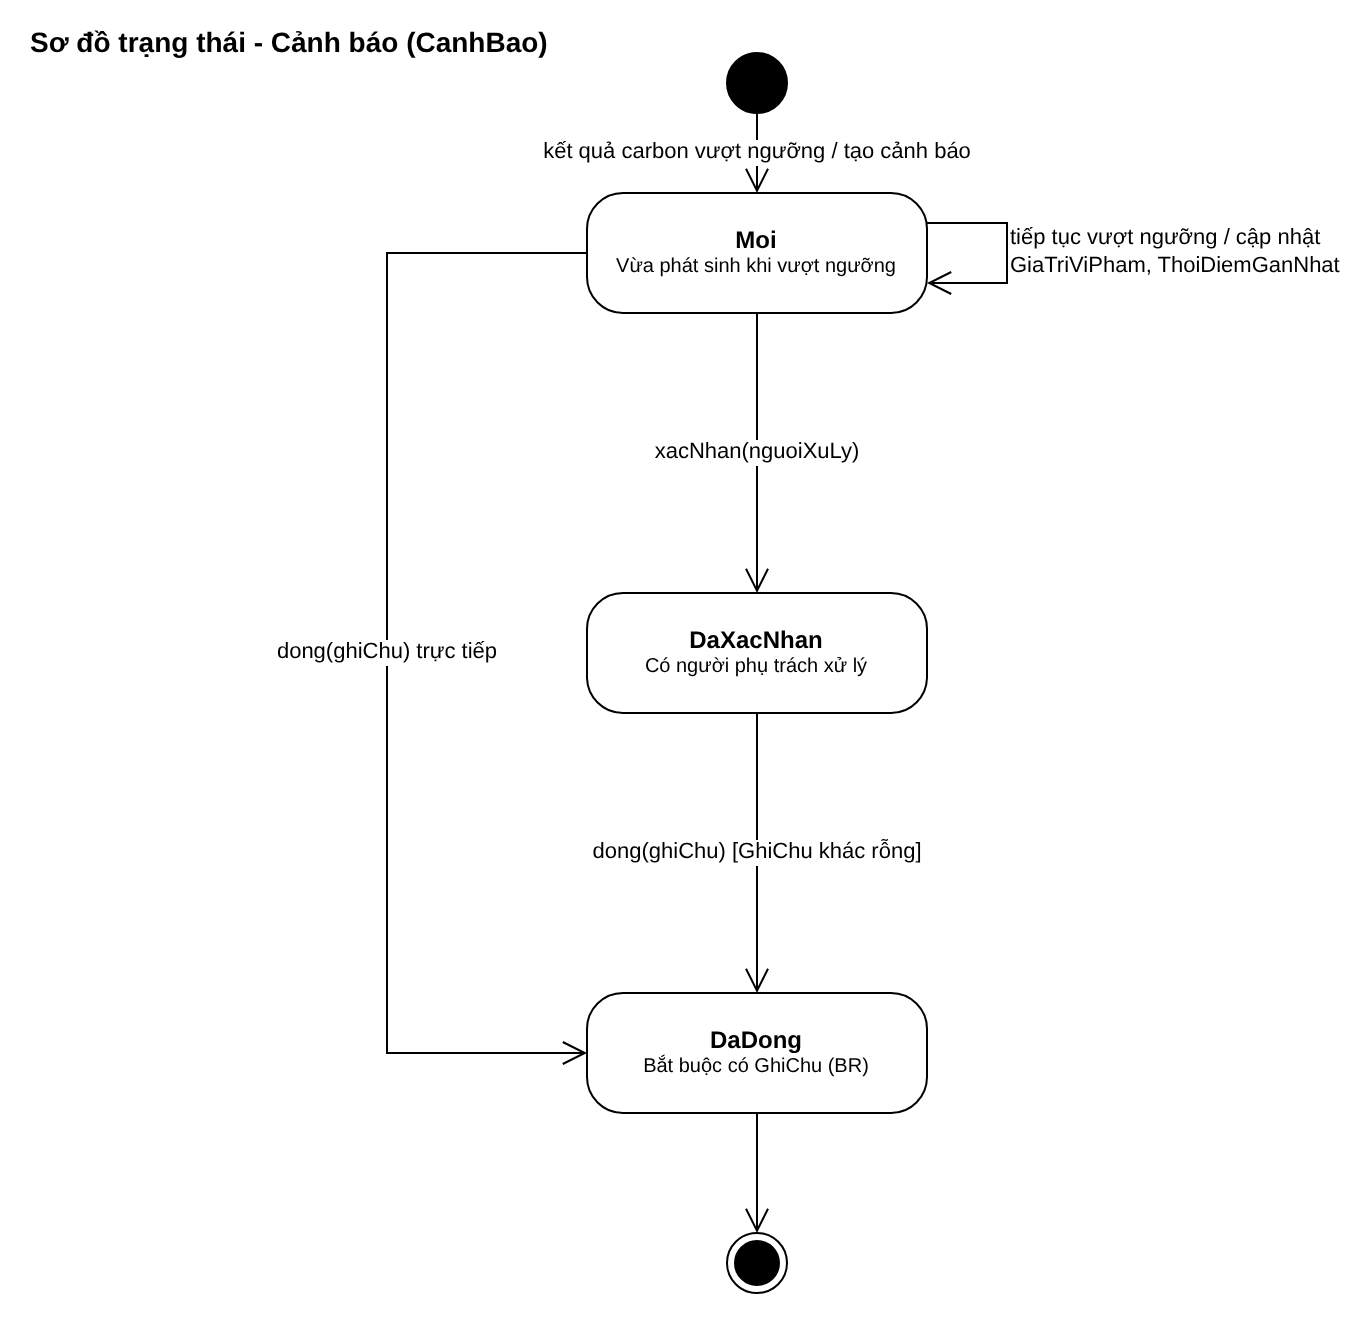 Sơ đồ trạng thái - Cảnh báo (CanhBao)
kết quả carbon vượt ngưỡng / tạo cảnh báo
Moi
Vừa phát sinh khi vượt ngưỡng
tiếp tục vượt ngưỡng / cập nhật
GiaTriViPham, ThoiDiemGanNhat
xacNhan(nguoiXuLy)
DaXacNhan
Có người phụ trách xử lý
dong(ghiChu) trực tiếp
dong(ghiChu) [GhiChu khác rỗng]
DaDong
Bắt buộc có GhiChu (BR)